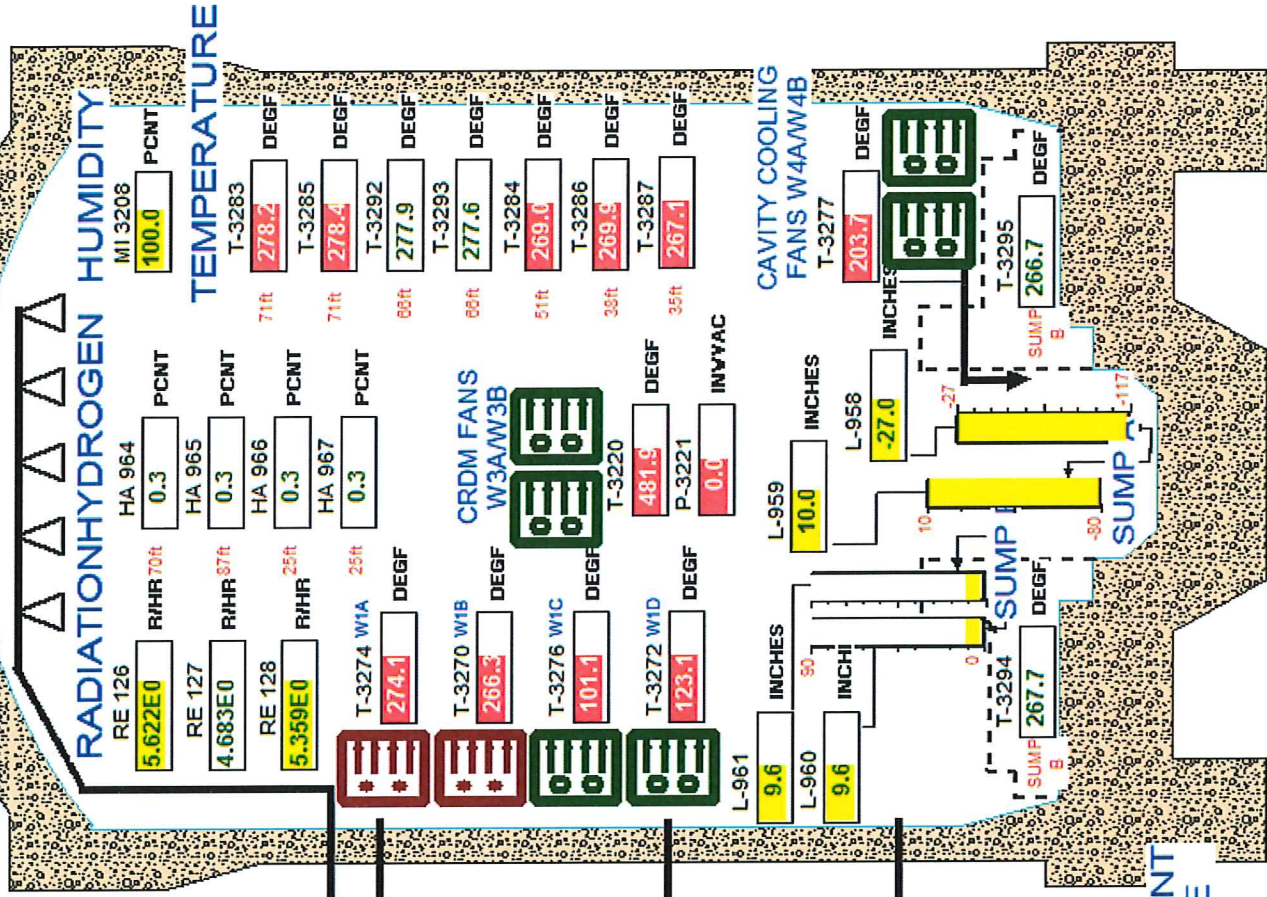 RADIATION
HYDROGEN
HUMIDITY
RE 126
5.622E0 R/HR
RE 127
4.683E0 R/HR
RE 128
5.359E0 R/HR
HA 964
70ft 0.3 PCNT
HA 965
87ft 0.3 PCNT
HA 966
25ft 0.3 PCNT
HA 967
25ft 0.3 PCNT
MI 3208
100.0 PCNT
TEMPERATURE
T-3283
71ft 278.2 DEGF
T-3285
71ft 278.4 DEGF
T-3292
66ft 277.9 DEGF
T-3293
66ft 277.6 DEGF
T-3284
51ft 269.0 DEGF
T-3286
38ft 269.9 DEGF
T-3287
35ft 267.1 DEGF
T-3274 W1A
274.1 DEGF
T-3270 W1B
266.3 DEGF
T-3276 W1C
101.1 DEGF
T-3272 W1D
123.1 DEGF
CRDM FANS
W3A/W3B
T-3220
481.9 DEGF
P-3221
0.0 INWVAC
CAVITY COOLING
FANS W4A/W4B
T-3277
203.7 DEGF
L-961
9.6 INCHES
L-960
9.6 INCHI
90
0
L-959
10.0 INCHES
10
-80
L-958
-27.0 INCHES
-27
-117
SUMP
SUMP A
T-3294
SUMP B 267.7 DEGF
T-3295
SUMP B 266.7 DEGF
NT
E